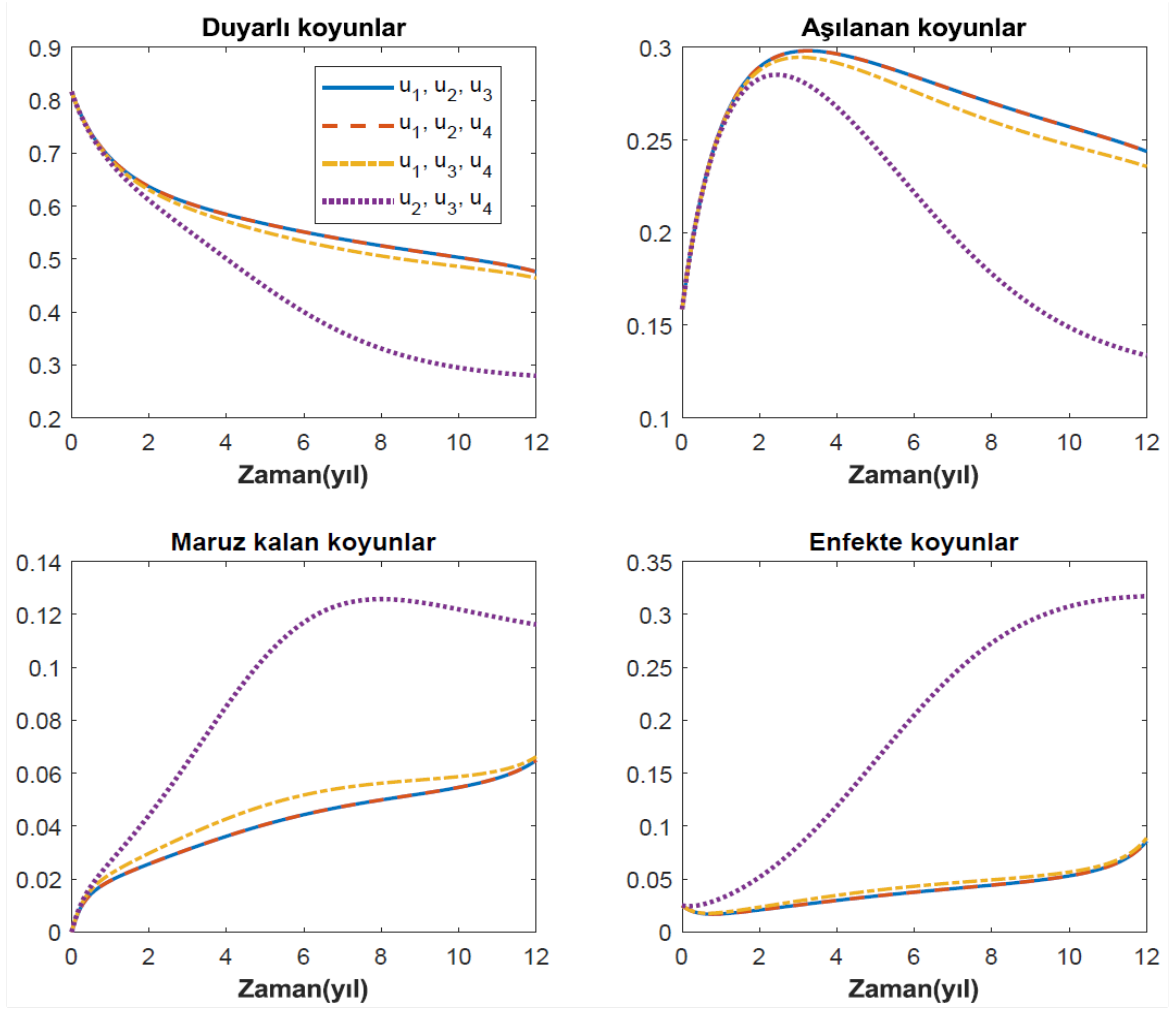 Duyarlı koyunlar
0.9
0.8
0.7
0.6
0.5
0.4
0.3
0.2
0 2 4 6 8 10 12
Zaman(yıl)
u1, u2, u3
u1, u2, u4
u1, u3, u4
u2, u3, u4
Aşılanan koyunlar
0.3
0.25
0.2
0.15
0.1
0 2 4 6 8 10 12
Zaman(yıl)
Maruz kalan koyunlar
0.14
0.12
0.1
0.08
0.06
0.04
0.02
0
0 2 4 6 8 10 12
Zaman(yıl)
Enfekte koyunlar
0.35
0.3
0.25
0.2
0.15
0.1
0.05
0
0 2 4 6 8 10 12
Zaman(yıl)